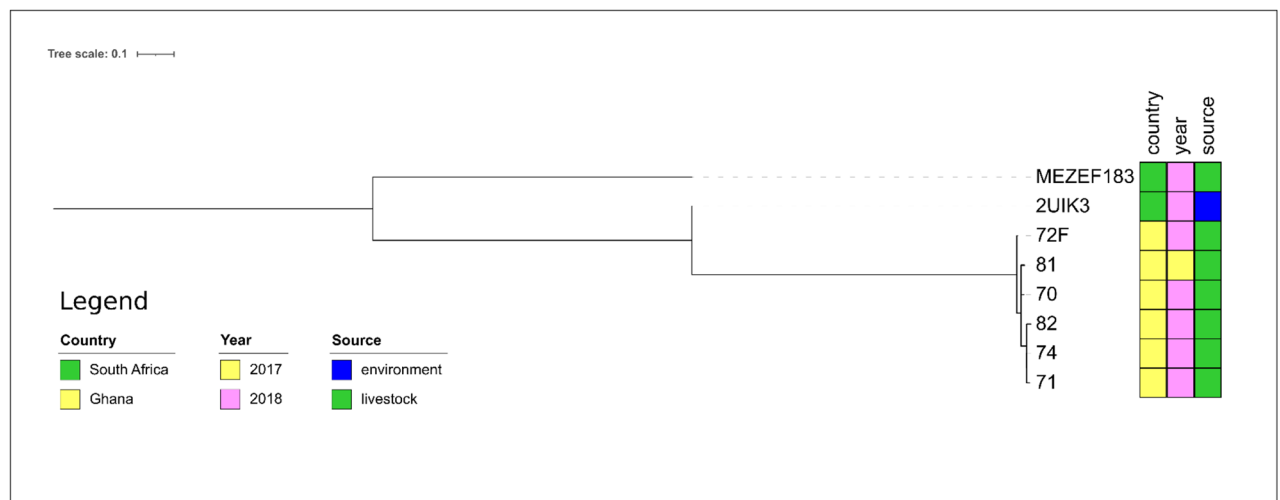 Tree scale: 0.1
country
year
source
MEZEF183
2UIK3
72F
81
70
82
74
71
Legend
Country
South Africa
Ghana
Year
2017
2018
Source
environment
livestock